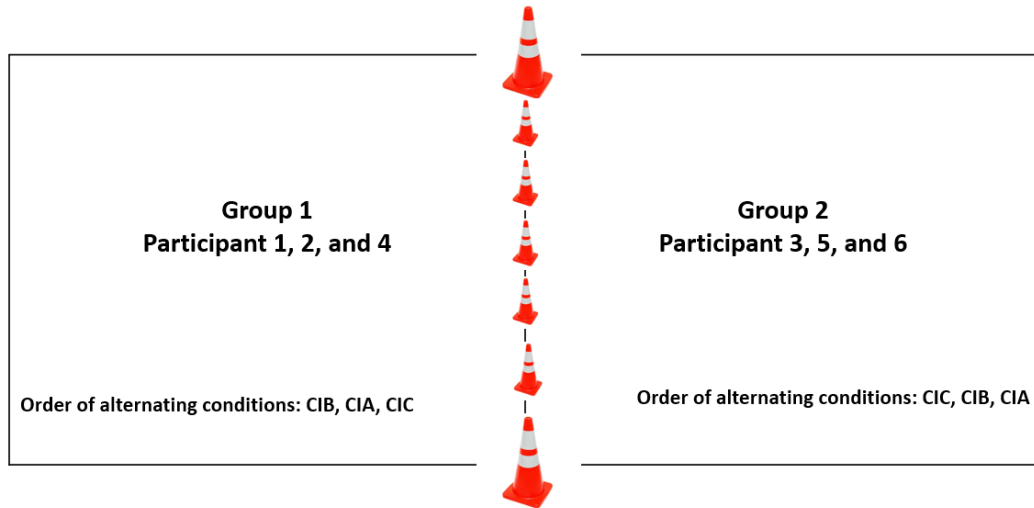 Group 1
Participant 1, 2, and 4
Order of alternating conditions: CIB, CIA, CIC
Group 2
Participant 3, 5, and 6
Order of alternating conditions: CIC, CIB, CIA